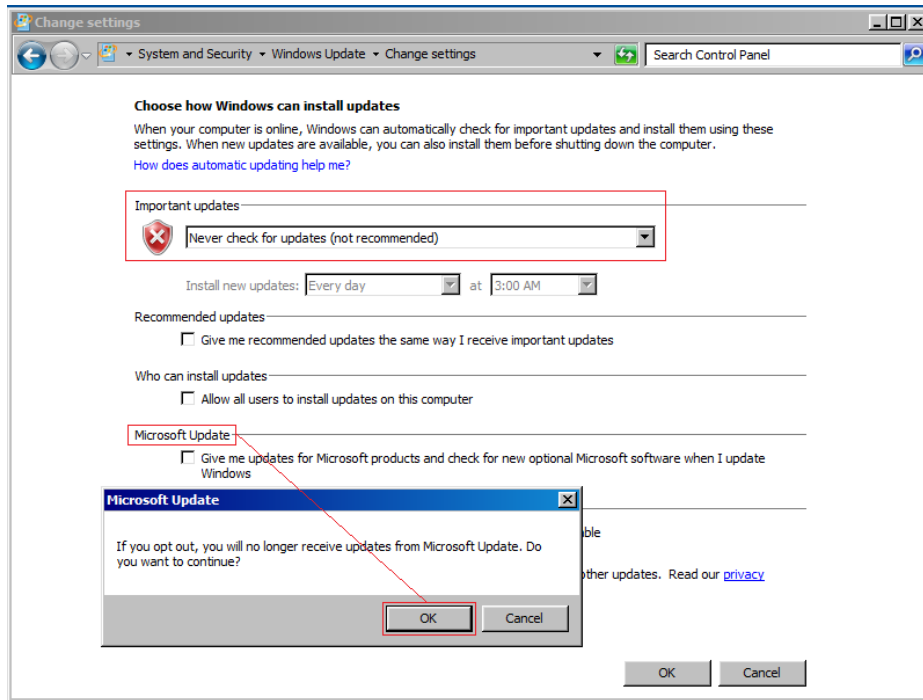 Change settings
System and Security Windows Update Change settings
Search Control Panel
Choose how Windows can install updates
When your computer is online, Windows can automatically check for important updates and install them using these
settings. When new updates are available, you can also install them before shutting down the computer.
How does automatic updating help me?
Important updates
Never check for updates (not recommended)
Install new updates: Every day at 3:00 AM
Recommended updates
Give me recommended updates the same way I receive important updates
Who can install updates
Allow all users to install updates on this computer
Microsoft Update
Give me updates for Microsoft products and check for new optional Microsoft software when I update
Windows
Microsoft Update
If you opt out, you will no longer receive updates from Microsoft Update. Do
you want to continue?
OK Cancel
other updates. Read our privacy
OK Cancel